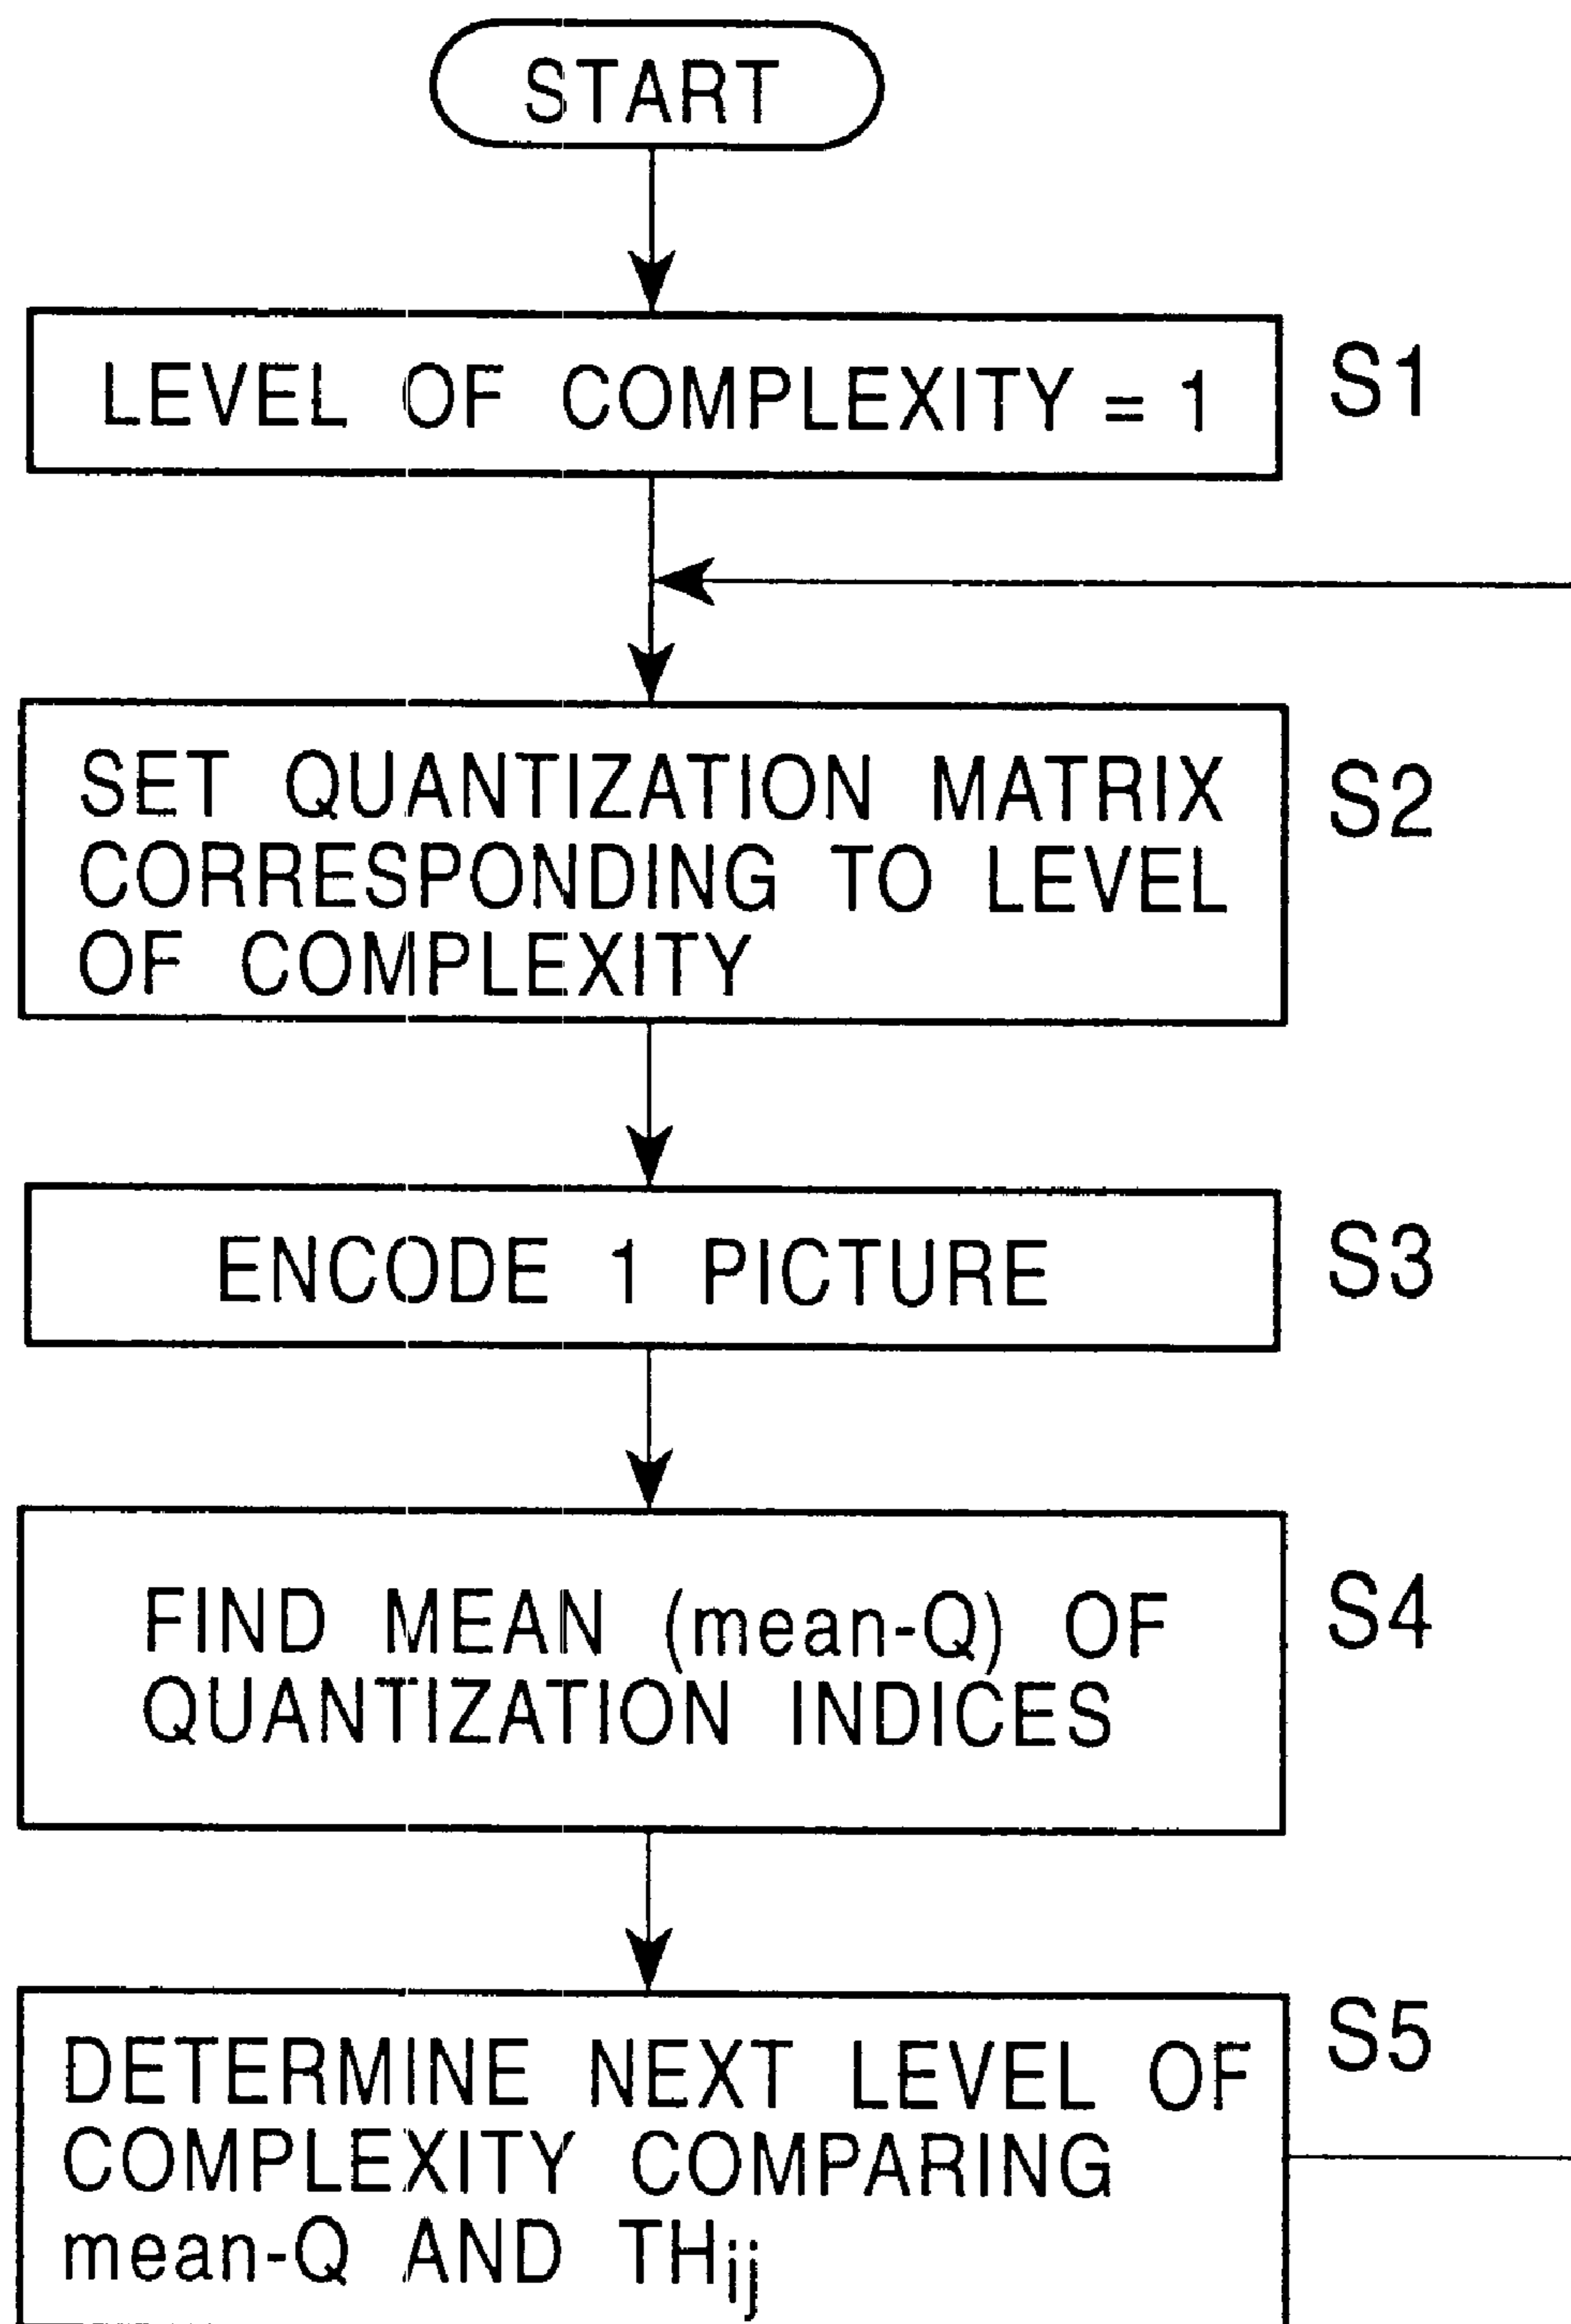 START
LEVEL OF COMPLEXITY = 1
S1
SET QUANTIZATION MATRIX
CORRESPONDING TO LEVEL
OF COMPLEXITY
S2
ENCODE 1 PICTURE
S3
FIND MEAN (mean-Q) OF
QUANTIZATION INDICES
S4
DETERMINE NEXT LEVEL OF
COMPLEXITY COMPARING
mean-Q AND THij
S5